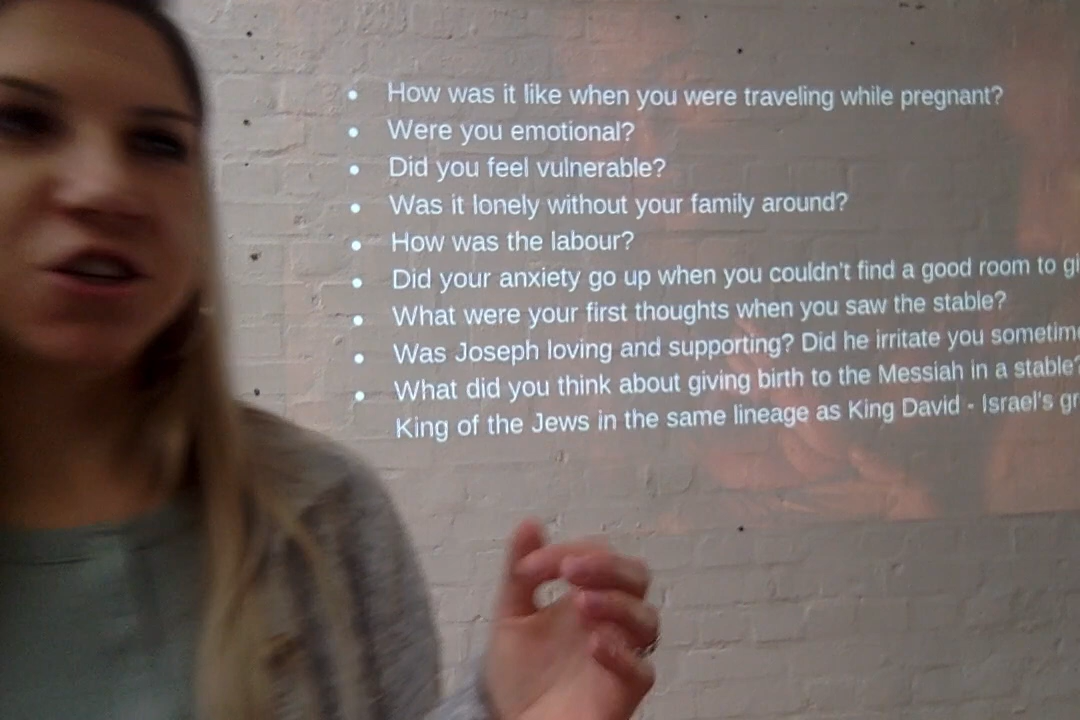 • How was it like when you were traveling while pregnant?
• Were you emotional?
• Did you feel vulnerable?
• Was it lonely without your family around?
• How was the labour?
• Did your anxiety go up when you couldn't find a good room to
• What were your first thoughts when you saw the stable?
• Was Joseph loving and supporting? Did he irritate you
• What did you think about giving birth to the Messiah in a stable?
King of the Jews in the same lineage as King David - Israel's